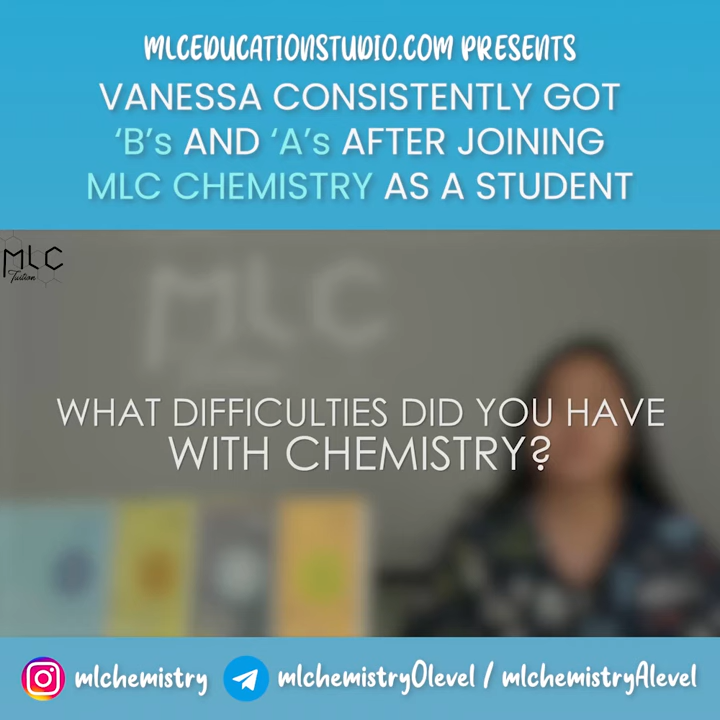 MLCEDUCATIONSTUDIO.COM PRESENTS
VANESSA CONSISTENTLY GOT
‘B’s AND ‘A’s AFTER JOINING
MLC CHEMISTRY AS A STUDENT
MLC
Tuition
MLC
WHAT DIFFICULTIES DID YOU HAVE
WITH CHEMISTRY?
mlchemistry mlchemistryOlevel / mlchemistryAlevel